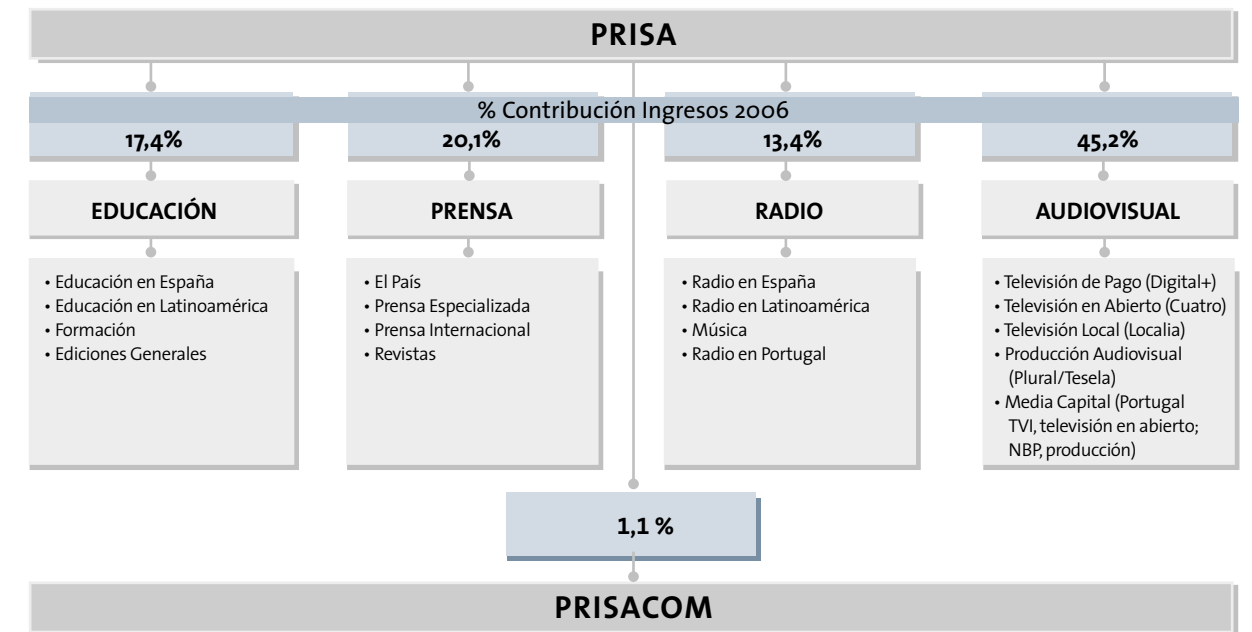 PRISA
% Contribución Ingresos 2006
17,4%
20,1%
13,4%
45,2%
EDUCACIÓN
PRENSA
RADIO
AUDIOVISUAL
• Educación en España
• Educación en Latinoamérica
• Formación
• Ediciones Generales
• El País
• Prensa Especializada
• Prensa Internacional
• Revistas
• Radio en España
• Radio en Latinoamérica
• Música
• Radio en Portugal
• Televisión de Pago (Digital+)
• Televisión en Abierto (Cuatro)
• Televisión Local (Localia)
• Producción Audiovisual
(Plural/Tesela)
• Media Capital (Portugal
TVI, televisión en abierto;
NBP, producción)
1,1 %
PRISACOM